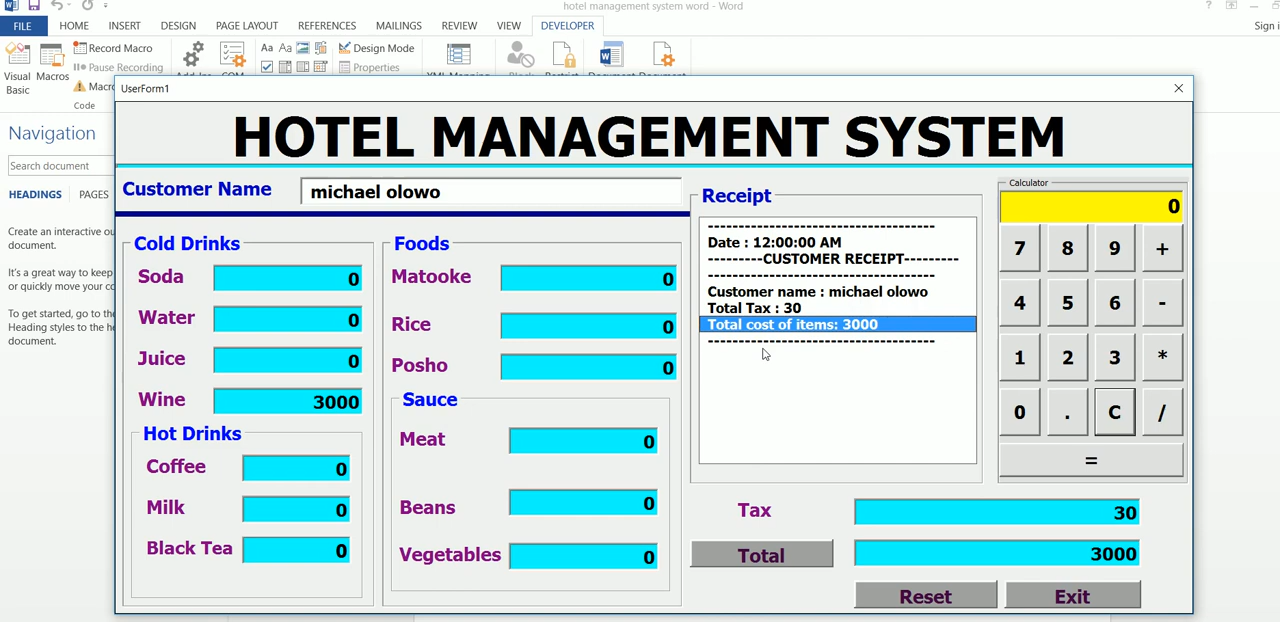 hotel management system word - Word
?
FILE
HOME
INSERT
DESIGN
PAGE LAYOUT
REFERENCES
MAILINGS
REVIEW
VIEW
DEVELOPER
Sign i
Visual
Basic
Macros
Record Macro
Pause Recording
Code
Aa Aa
Design Mode
Properties
Navigation
Search document
HEADINGS
PAGES
Create an interactive ou
document.
It's a great way to keep
or quickly move your co
To get started, go to the
Heading styles to the he
document.
UserForm1
HOTEL MANAGEMENT SYSTEM
Customer Name
michael olowo
Cold Drinks
Soda 0
Water 0
Juice 0
Wine 3000
Hot Drinks
Coffee 0
Milk 0
Black Tea 0
Foods
Matooke 0
Rice 0
Posho 0
Sauce
Meat 0
Beans 0
Vegetables 0
Receipt
-------------------------------------
Date : 12:00:00 AM
---------CUSTOMER RECEIPT---------
-------------------------------------
Customer name : michael olowo
Total Tax : 30
Total cost of items: 3000
-------------------------------------
Calculator
0
7 8 9 +
4 5 6 -
1 2 3 *
0 . C /
=
Tax 30
Total 3000
Reset
Exit